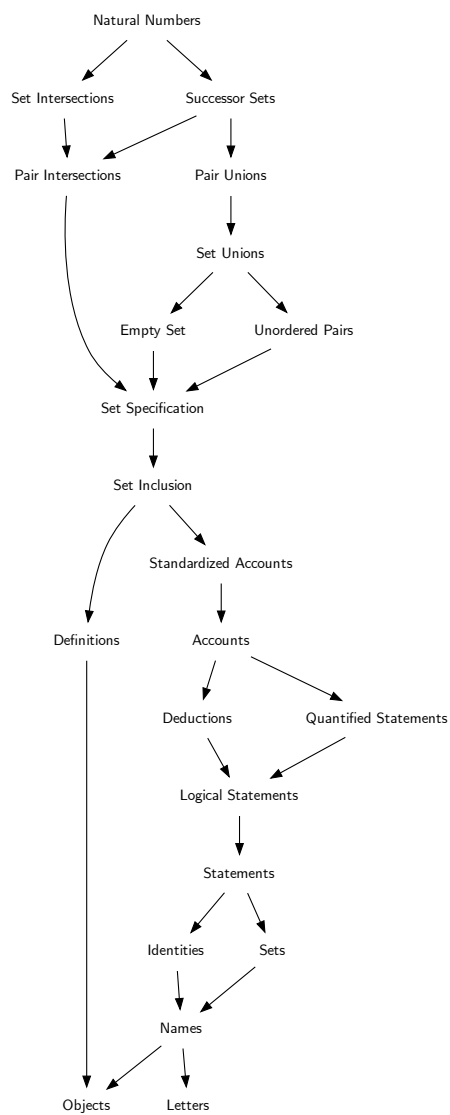 Natural Numbers
Set Intersections
Successor Sets
Pair Intersections
Pair Unions
Set Unions
Empty Set
Unordered Pairs
Set Specification
Set Inclusion
Standardized Accounts
Definitions
Accounts
Deductions
Quantified Statements
Logical Statements
Statements
Identities
Sets
Names
Objects
Letters